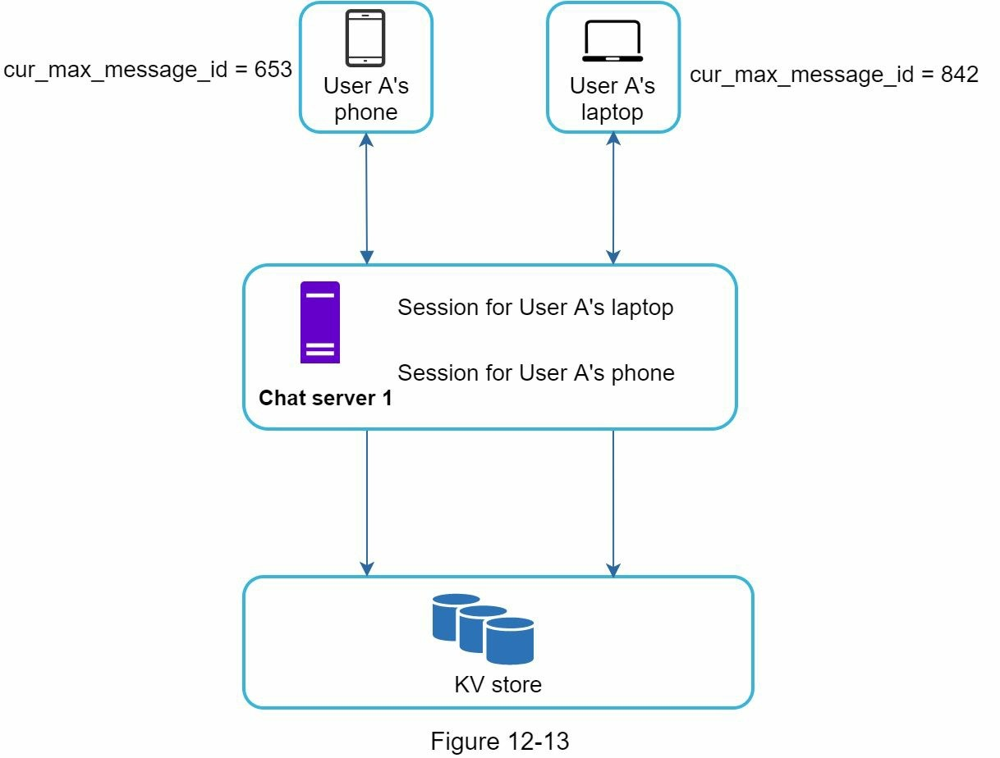 cur_max_message_id = 653
User A's
phone
User A's
laptop
cur_max_message_id = 842
Session for User A's laptop
Session for User A's phone
Chat server 1
KV store
Figure 12-13